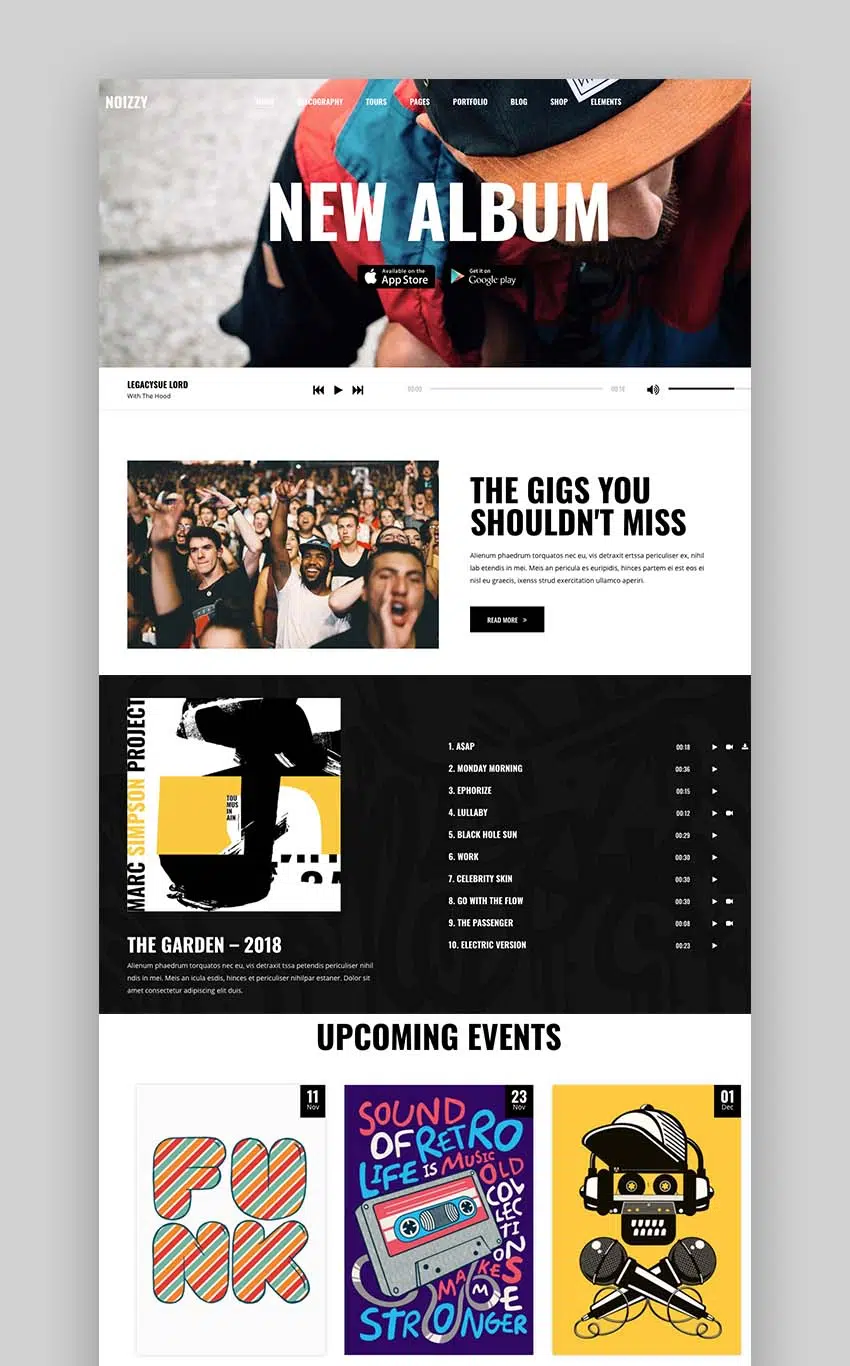 NOIZZY
HOME DISCOGRAPHY TOURS PAGES PORTFOLIO BLOG SHOP ELEMENTS
NEW ALBUM
Available on the
App Store
Get it on
Google play
LEGACYSUE LORD
With The Hood
00:00
00:16
THE GIGS YOU
SHOULDN'T MISS
Alienum phaedrum torquatos nec eu, vis detraxit ertssa periculiser ex, nihil
lab etendis in mei. Meis an pericula es euripidis, hinces partem ei est eos ei
nisl eu graecis, ixenss strud exercitation ullamco aperiri.
READ MORE »
MARC SIMPSON PROJECT
TOU
MUS
IN
AIN
THE GARDEN – 2018
Alienum phaedrum torquatos nec eu, vis detraxit tssa petendis periculiser nihil
ndis in mei. Meis an icula esdis, hinces et periculiser nihilpar estaner. Dolor sit
amet consectetur adipiscing elit duis.
1. ASAP 00:18
2. MONDAY MORNING 00:36
3. EPHORIZE 00:15
4. LULLABY 00:12
5. BLACK HOLE SUN 00:29
6. WORK 00:30
7. CELEBRITY SKIN 00:30
8. GO WITH THE FLOW 00:30
9. THE PASSENGER 00:08
10. ELECTRIC VERSION 00:23
UPCOMING EVENTS
11
Nov
FU
NK
23
Nov
SOUND
OF RETRO
LIFE IS MUSIC OLD
COLLECTIONS
MAKE
ME
STRONGER
01
Dec